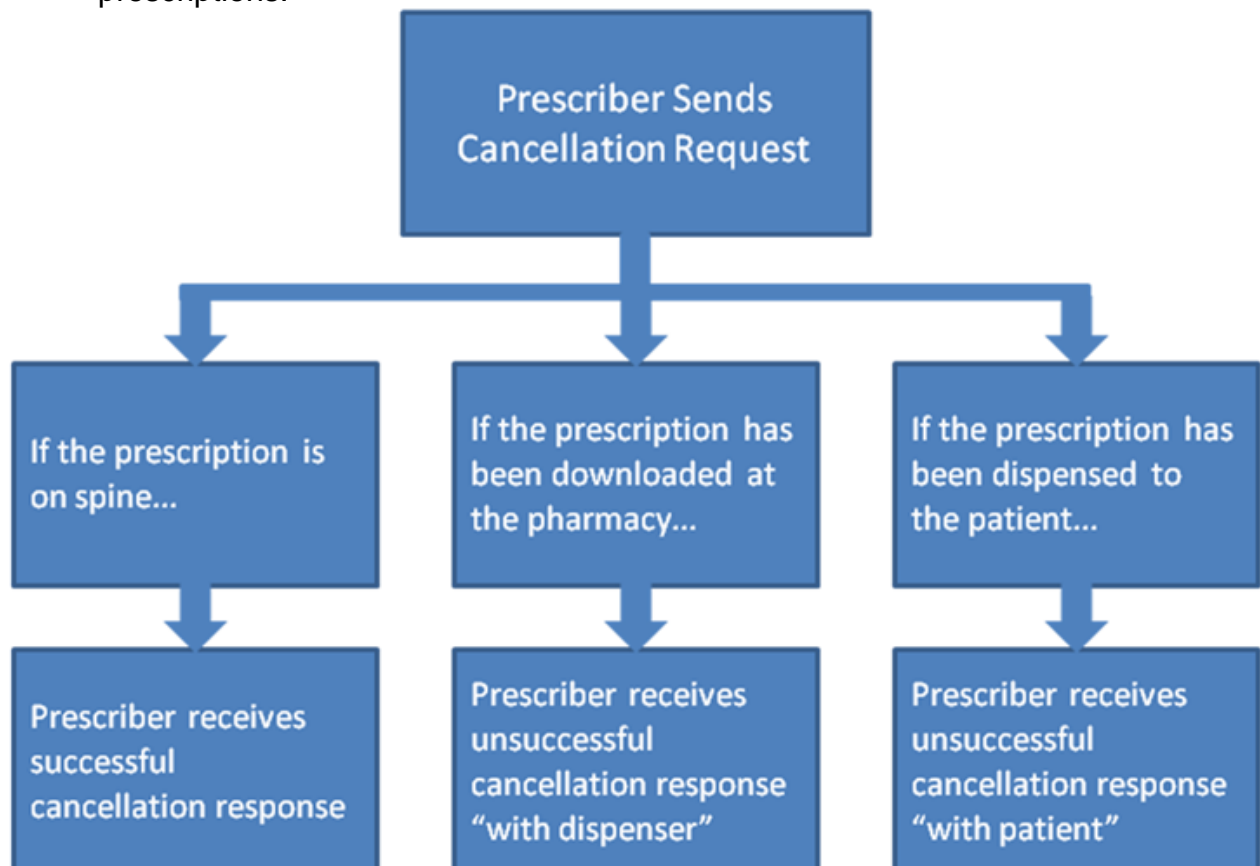 prescriptions.
Prescriber Sends
Cancellation Request
If the prescription is
on spine...
If the prescription has
been downloaded at
the pharmacy...
If the prescription has
been dispensed to
the patient...
Prescriber receives
successful
cancellation response
Prescriber receives
unsuccessful
cancellation response
“with dispenser”
Prescriber receives
unsuccessful
cancellation response
“with patient”